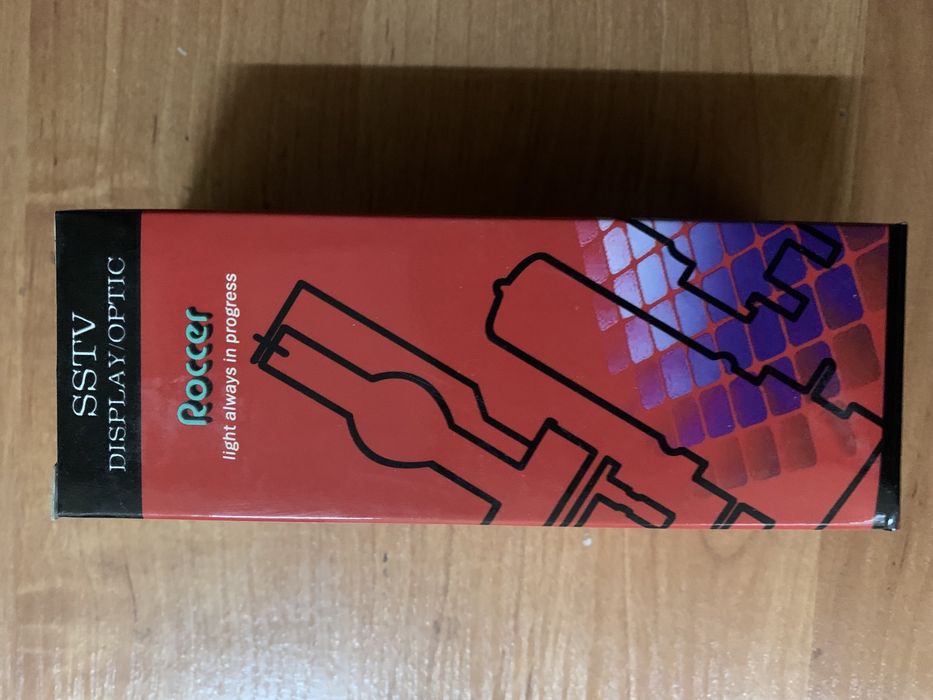 SSTV
DISPLAY/OPTIC
Roccer
light always in progress